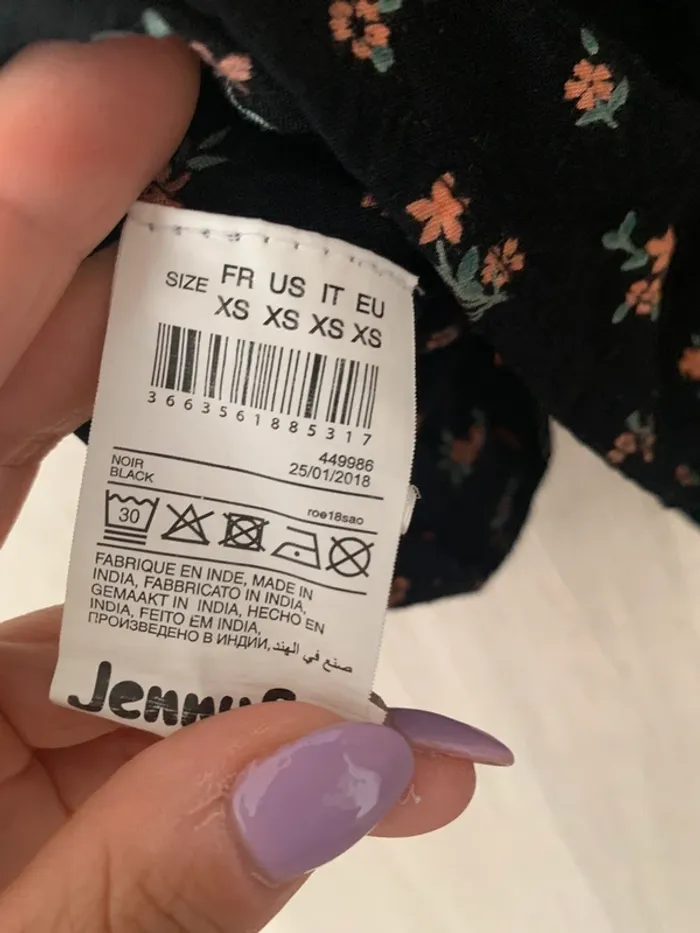 SIZE FR US IT EU
XS XS XS XS
3663561885317
449986
NOIR 25/01/2018
BLACK
30
roe18sao
FABRIQUE EN INDE, MADE IN
INDIA, FABBRICATO IN INDIA,
GEMAAKT IN INDIA, HECHO EN
INDIA, FEITO EM INDIA,
ПРОИЗВЕДЕНО В ИНДИИ, صنع في الهند